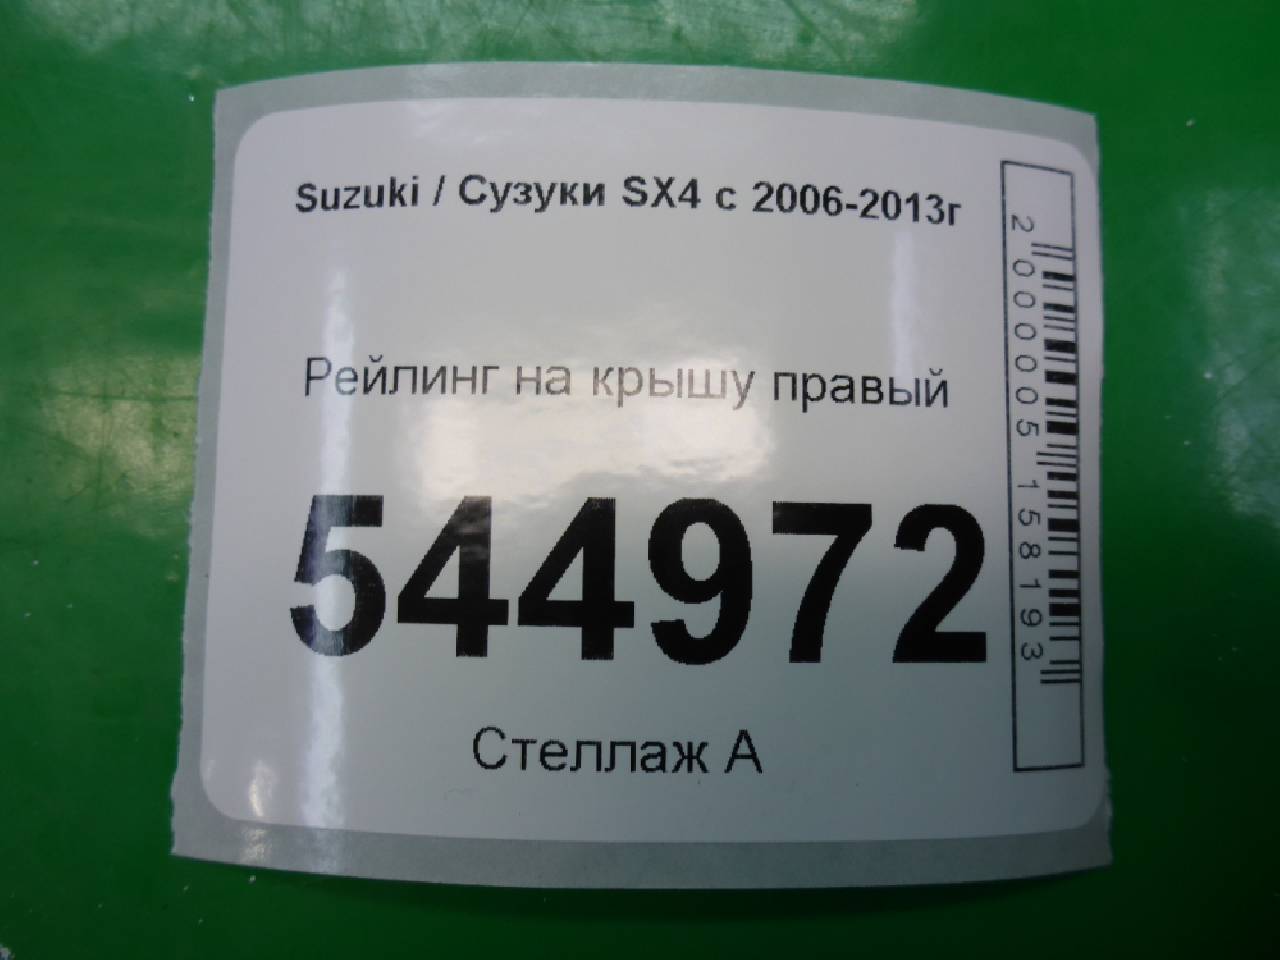 Suzuki / Сузуки SX4 с 2006-2013г
Рейлинг на крышу правый
544972
Стеллаж А
2000005158193